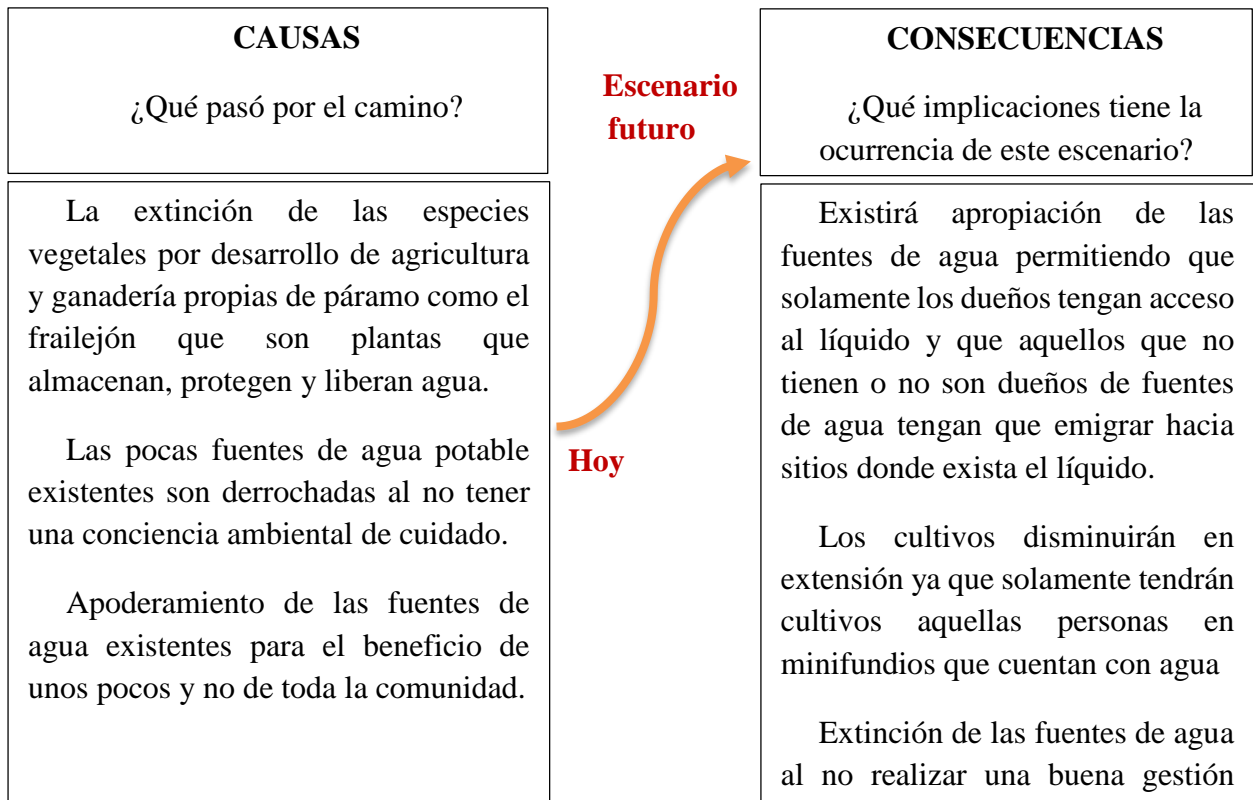 CAUSAS
¿Qué pasó por el camino?
La extinción de las especies
vegetales por desarrollo de agricultura
y ganadería propias de páramo como el
frailejón que son plantas que
almacenan, protegen y liberan agua.
Las pocas fuentes de agua potable
existentes son derrochadas al no tener
una conciencia ambiental de cuidado.
Apoderamiento de las fuentes de
agua existentes para el beneficio de
unos pocos y no de toda la comunidad.
Escenario
futuro
Hoy
CONSECUENCIAS
¿Qué implicaciones tiene la
ocurrencia de este escenario?
Existirá apropiación de las
fuentes de agua permitiendo que
solamente los dueños tengan acceso
al líquido y que aquellos que no
tienen o no son dueños de fuentes
de agua tengan que emigrar hacia
sitios donde exista el líquido.
Los cultivos disminuirán en
extensión ya que solamente tendrán
cultivos aquellas personas en
minifundios que cuentan con agua
Extinción de las fuentes de agua
al no realizar una buena gestión